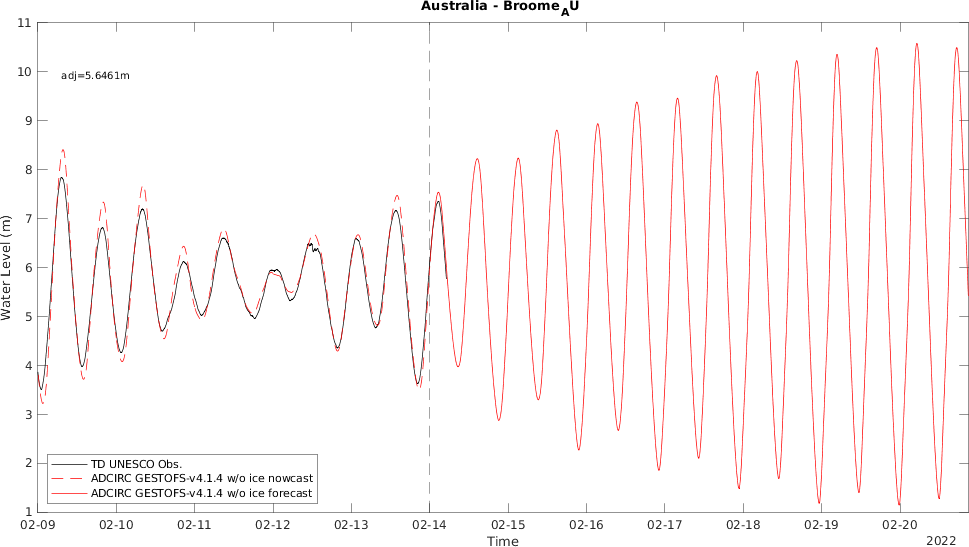 Australia - Broome_AU
11
10
9
8
7
6
5
4
3
2
1
Water Level (m)
adj=5.6461m
TD UNESCO Obs.
ADCIRC GESTOFS-v4.1.4 w/o ice nowcast
ADCIRC GESTOFS-v4.1.4 w/o ice forecast
02-09 02-10 02-11 02-12 02-13 02-14 02-15 02-16 02-17 02-18 02-19 02-20
Time
2022